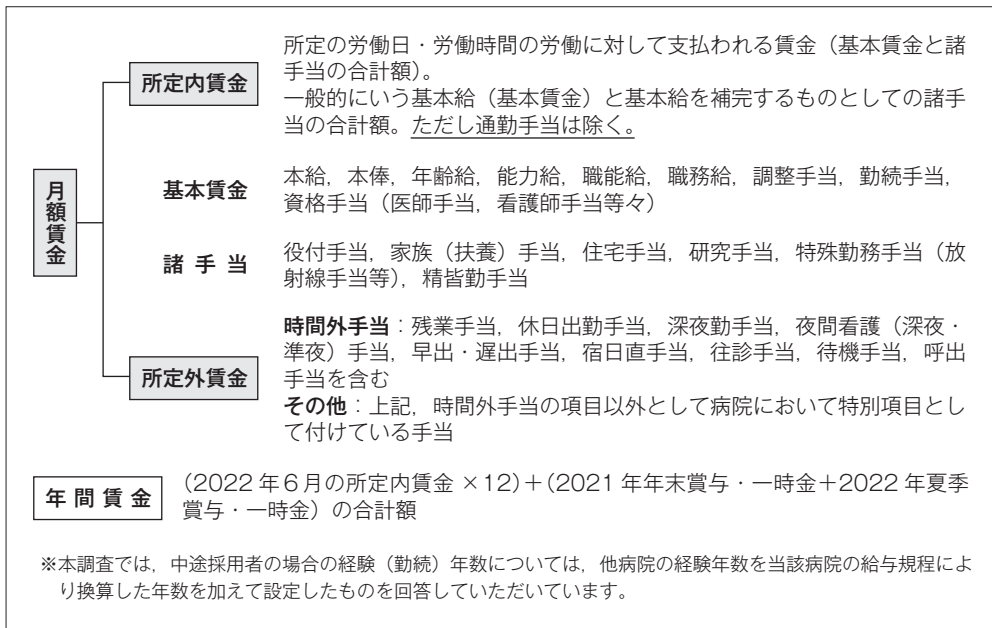 所定内賃金
所定の労働日・労働時間の労働に対して支払われる賃金（基本賃金と諸
手当の合計額）。
一般的にいう基本給（基本賃金）と基本給を補完するものとしての諸手
当の合計額。ただし通勤手当は除く。
月額賃金
基本賃金
本給，本俸，年齢給，能力給，職能給，職務給，調整手当，勤続手当，
資格手当（医師手当，看護師手当等々）
諸手当
役付手当，家族（扶養）手当，住宅手当，研究手当，特殊勤務手当（放
射線手当等），精皆勤手当
所定外賃金
時間外手当：残業手当，休日出勤手当，深夜勤手当，夜間看護（深夜・
準夜）手当，早出・遅出手当，宿日直手当，往診手当，待機手当，呼出
手当を含む
その他：上記，時間外手当の項目以外として病院において特別項目とし
て付けている手当
年間賃金
（2022年6月の所定内賃金×12）＋（2021年年末賞与・一時金＋2022年夏季
賞与・一時金）の合計額
※本調査では，中途採用者の場合の経験（勤続）年数については，他病院の経験年数を当該病院の給与規程によ
り換算した年数を加えて設定したものを回答していただいています。